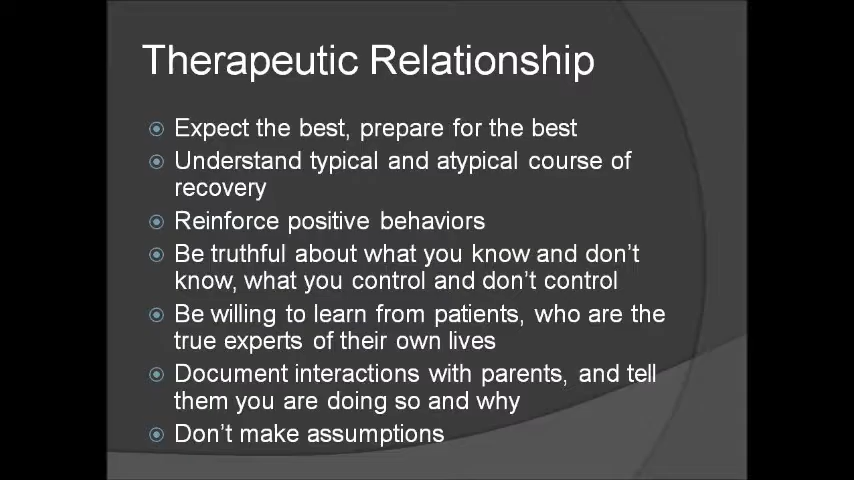 Therapeutic Relationship
Expect the best, prepare for the best
Understand typical and atypical course of
recovery
Reinforce positive behaviors
Be truthful about what you know and don't
know, what you control and don't control
Be willing to learn from patients, who are the
true experts of their own lives
Document interactions with parents, and tell
them you are doing so and why
Don't make assumptions